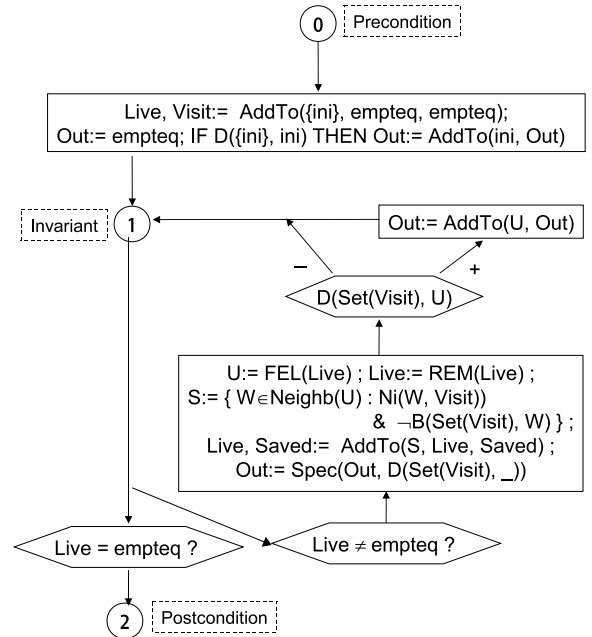 0
Precondition
Live, Visit:= AddTo({ini}, empteq, empteq);
Out:= empteq; IF D({ini}, ini) THEN Out:= AddTo(ini, Out)
Invariant
1
Out:= AddTo(U, Out)
–
+
D(Set(Visit), U)
U:= FEL(Live) ; Live:= REM(Live) ;
S:= { W∈Neighb(U) : Ni(W, Visit))
& ¬B(Set(Visit), W) } ;
Live, Saved:= AddTo(S, Live, Saved) ;
Out:= Spec(Out, D(Set(Visit), _))
Live = empteq ?
Live ≠ empteq ?
2
Postcondition